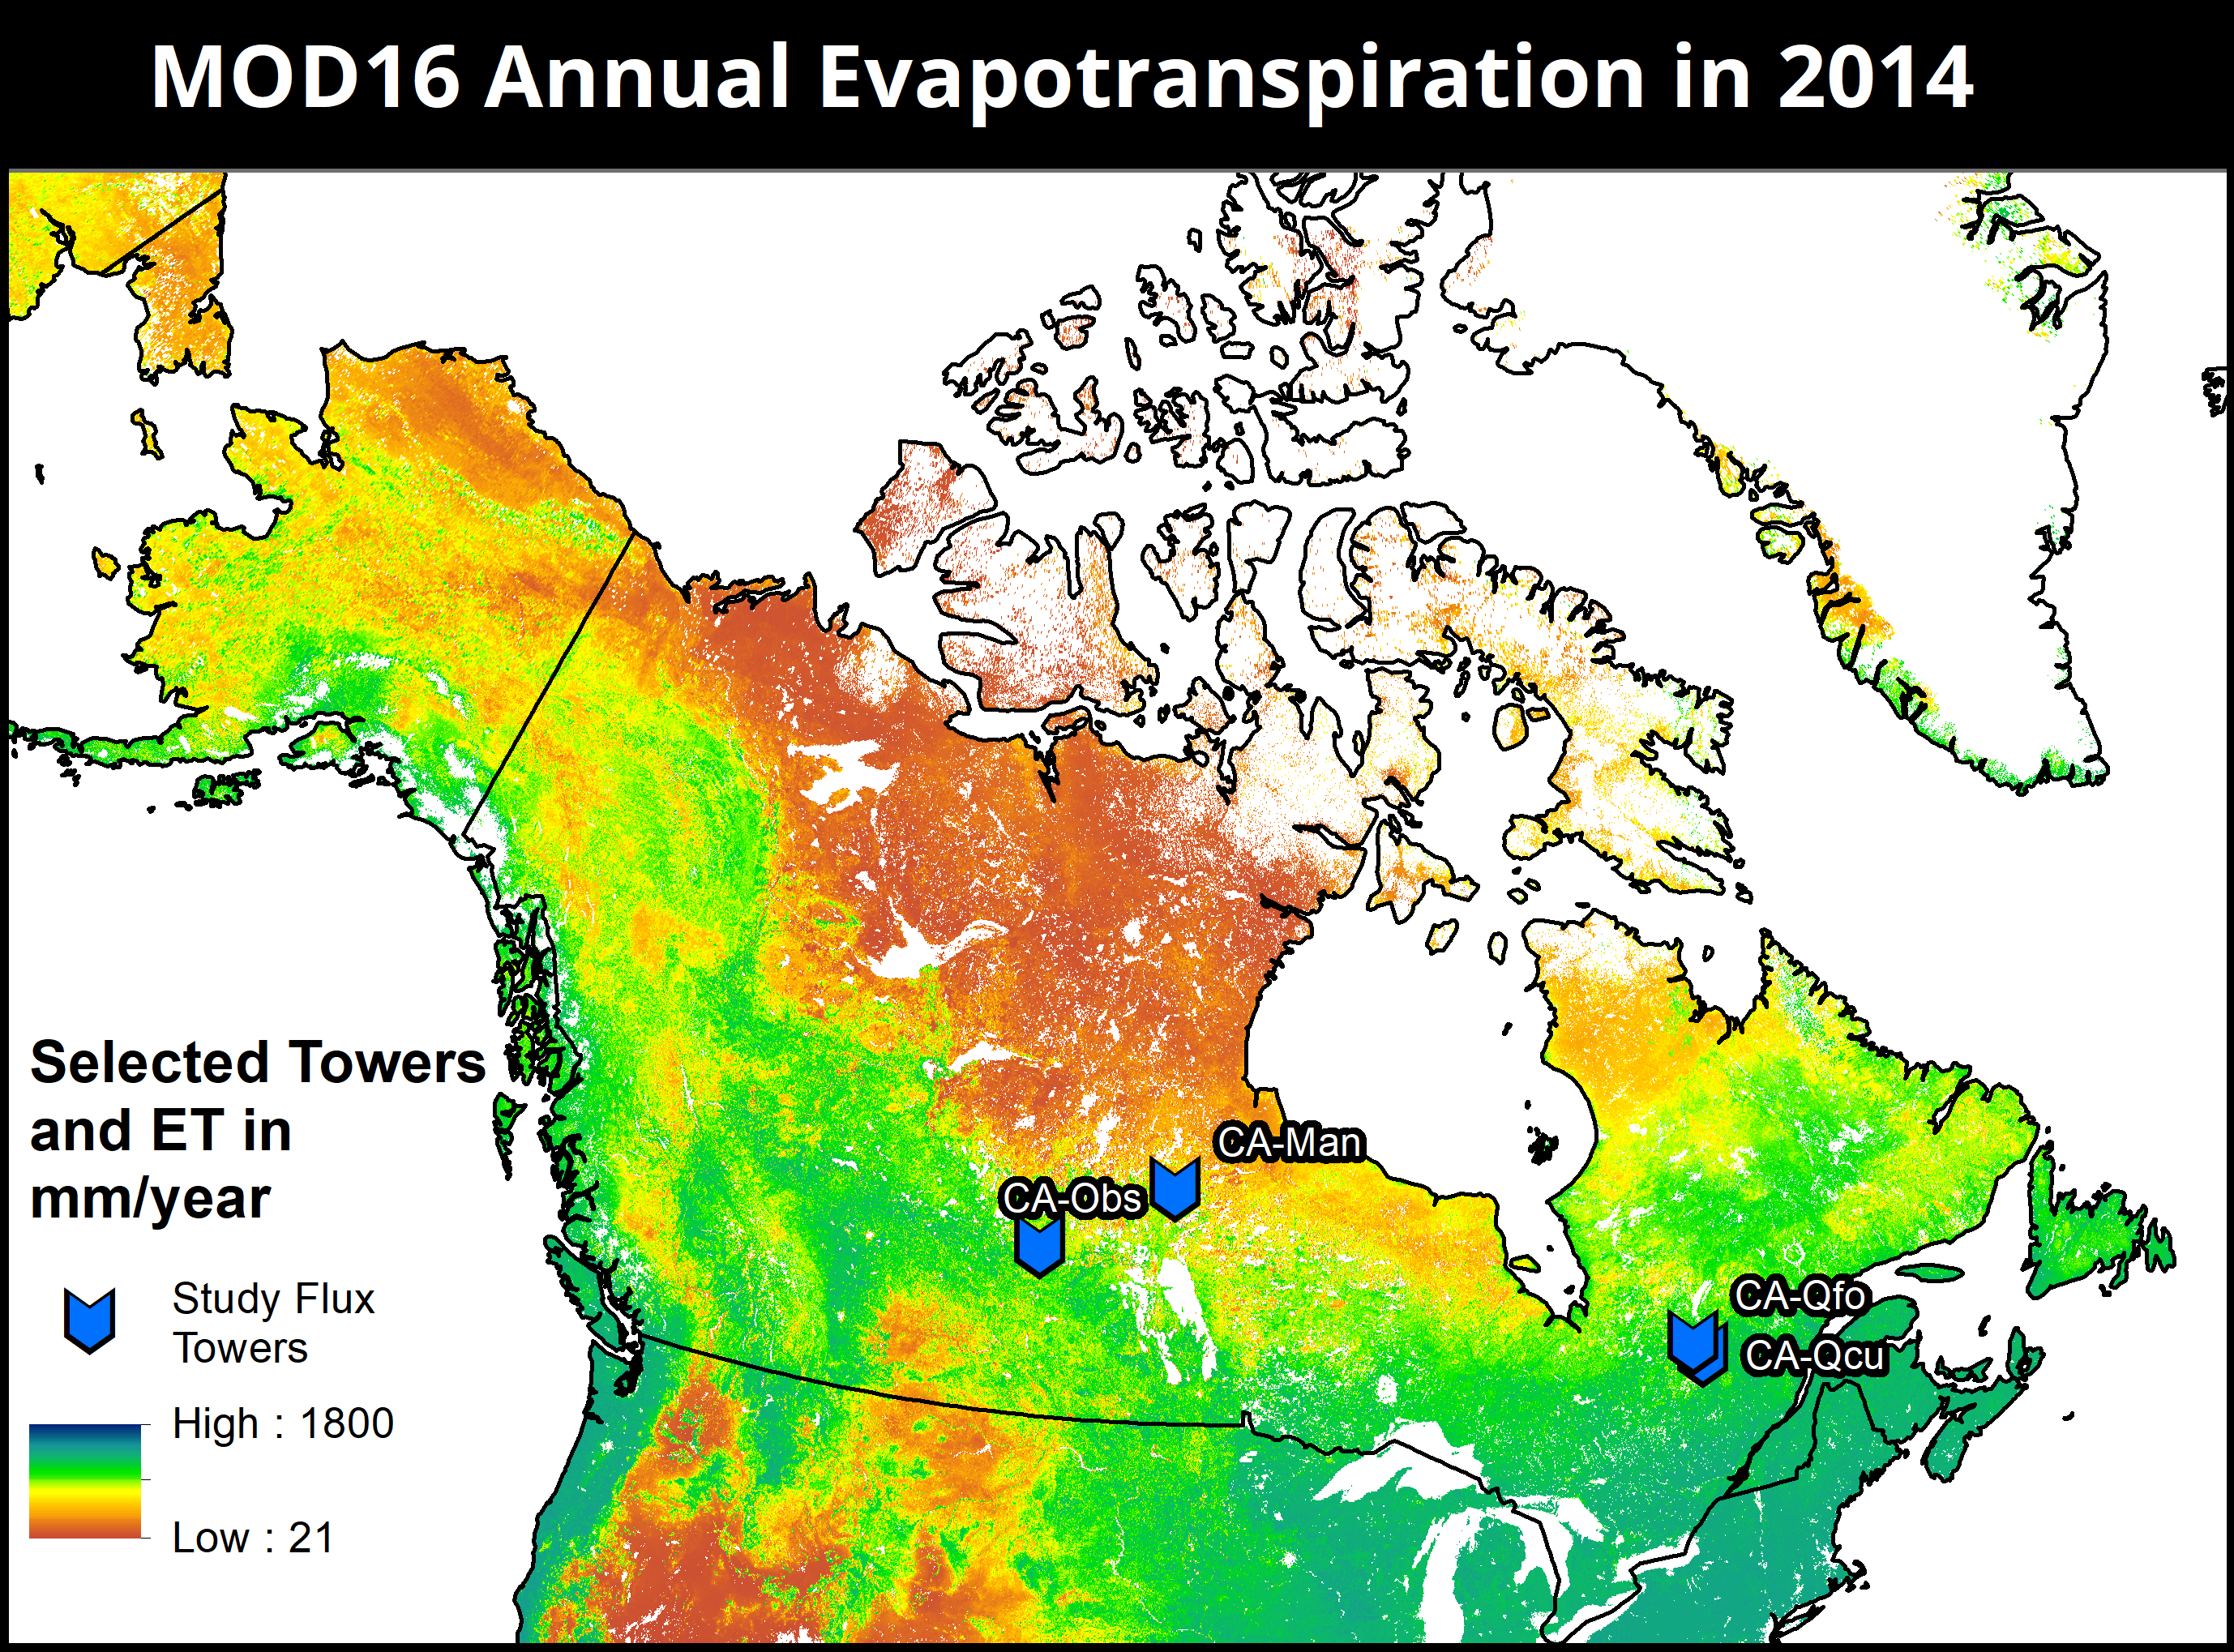 MOD16 Annual Evapotranspiration in 2014
CA-Man
CA-Obs
CA-Qfo
CA-Qcu
Selected Towers
and ET in
mm/year
Study Flux
Towers
High : 1800
Low : 21